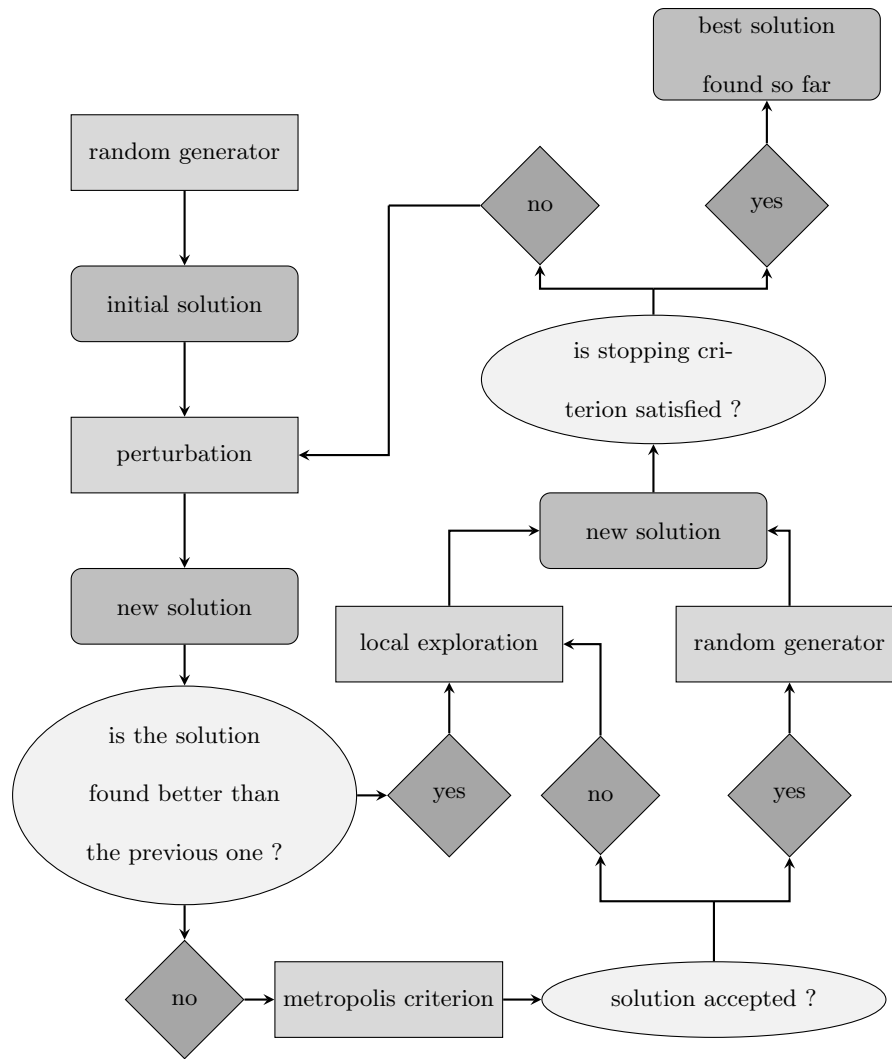 best solution
found so far
random generator
no
yes
initial solution
is stopping cri-
terion satisfied ?
perturbation
new solution
new solution
local exploration
random generator
is the solution
found better than
the previous one ?
yes
no
yes
no
metropolis criterion
solution accepted ?